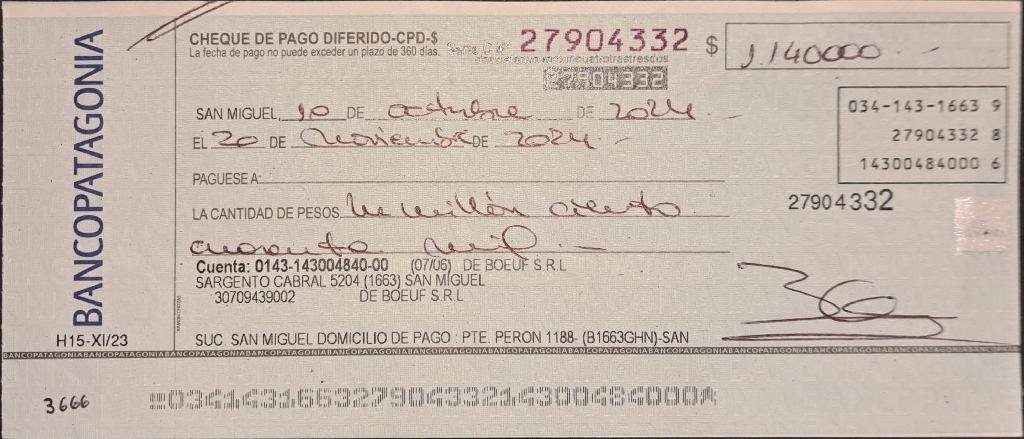 BANCOPATAGONIA
H15-XI/23
CHEQUE DE PAGO DIFERIDO-CPD-$
La fecha de pago no puede exceder un plazo de 360 días.
27904332
27904332
$ 1.140000.-
SAN MIGUEL, 10 DE octubre DE 2024.-
EL 20 DE Noviembre DE 2024.-
034-143-1663 9
27904332 8
14300484000 6
PAGUESE A:
27904332
LA CANTIDAD DE PESOS Un millón ciento
cuarenta mil.-
Cuenta: 0143-143004840-00 (07/06) DE BOEUF S.R.L
SARGENTO CABRAL 5204 (1663) SAN MIGUEL
30709439002 DE BOEUF S.R.L
SUC. SAN MIGUEL DOMICILIO DE PAGO : PTE. PERON 1188- (B1663GHN)-SAN
BANCOPATAGONIABANCOPATAGONIABANCOPATAGONIABANCOPATAGONIABANCOPATAGONIABANCOPATAGONIA
3666
03414316632790433214300484000